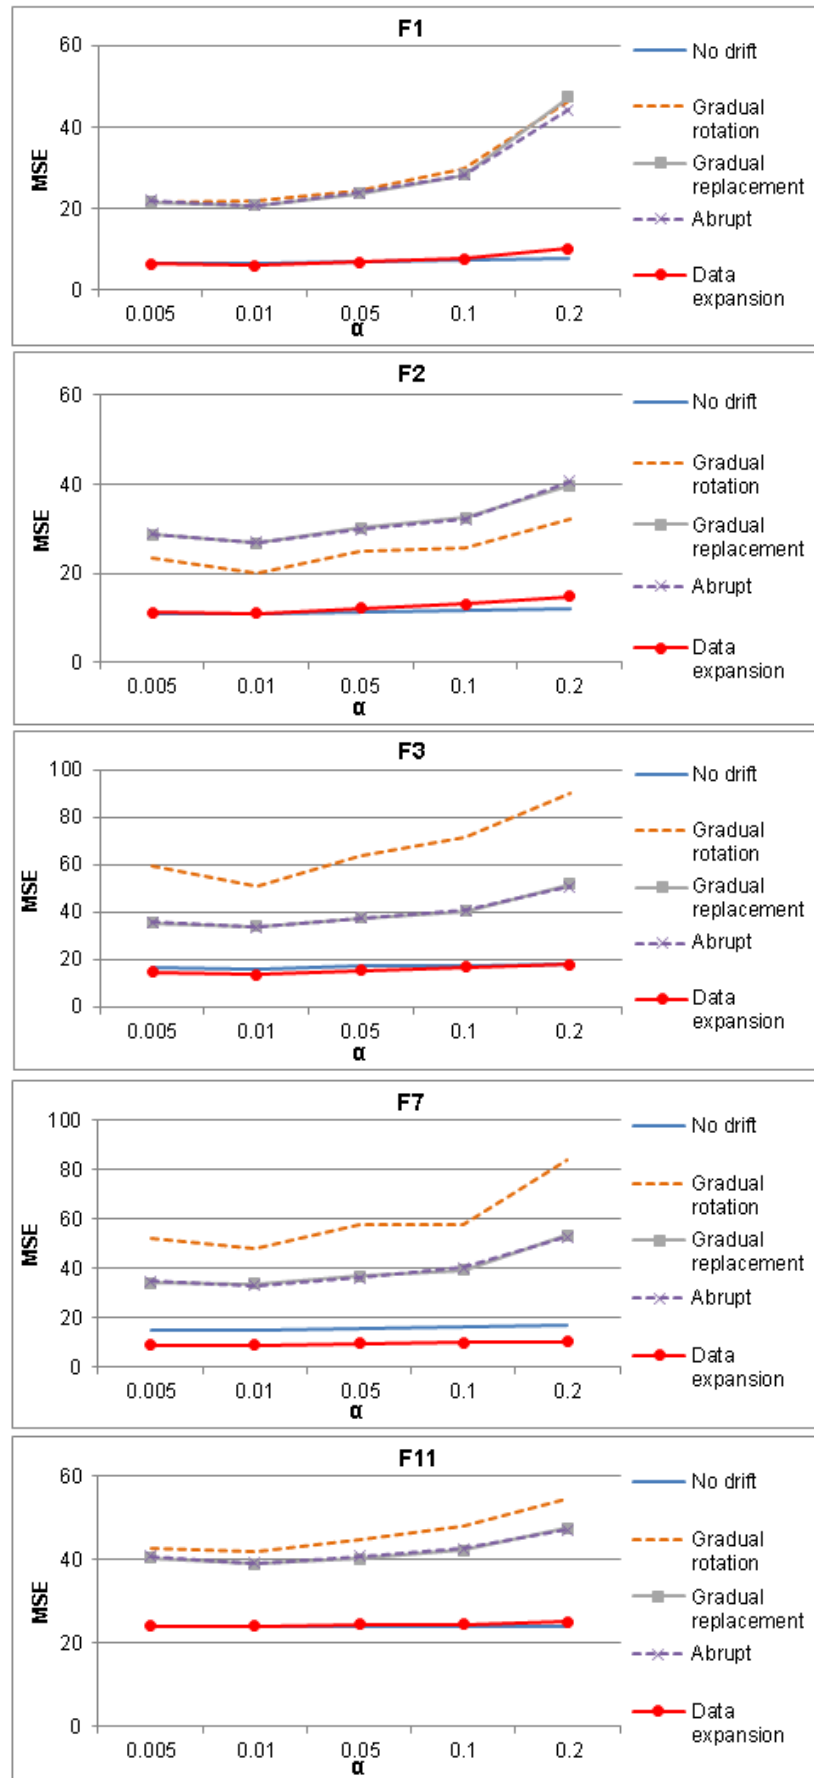 F1
60
40
20
0
MSE
0.005 0.01 0.05 0.1 0.2
α
No drift
Gradual
rotation
Gradual
replacement
Abrupt
Data
expansion
F2
60
40
20
0
MSE
0.005 0.01 0.05 0.1 0.2
α
No drift
Gradual
rotation
Gradual
replacement
Abrupt
Data
expansion
F3
100
80
60
40
20
0
MSE
0.005 0.01 0.05 0.1 0.2
α
No drift
Gradual
rotation
Gradual
replacement
Abrupt
Data
expansion
F7
100
80
60
40
20
0
MSE
0.005 0.01 0.05 0.1 0.2
α
No drift
Gradual
rotation
Gradual
replacement
Abrupt
Data
expansion
F11
60
40
20
0
MSE
0.005 0.01 0.05 0.1 0.2
α
No drift
Gradual
rotation
Gradual
replacement
Abrupt
Data
expansion